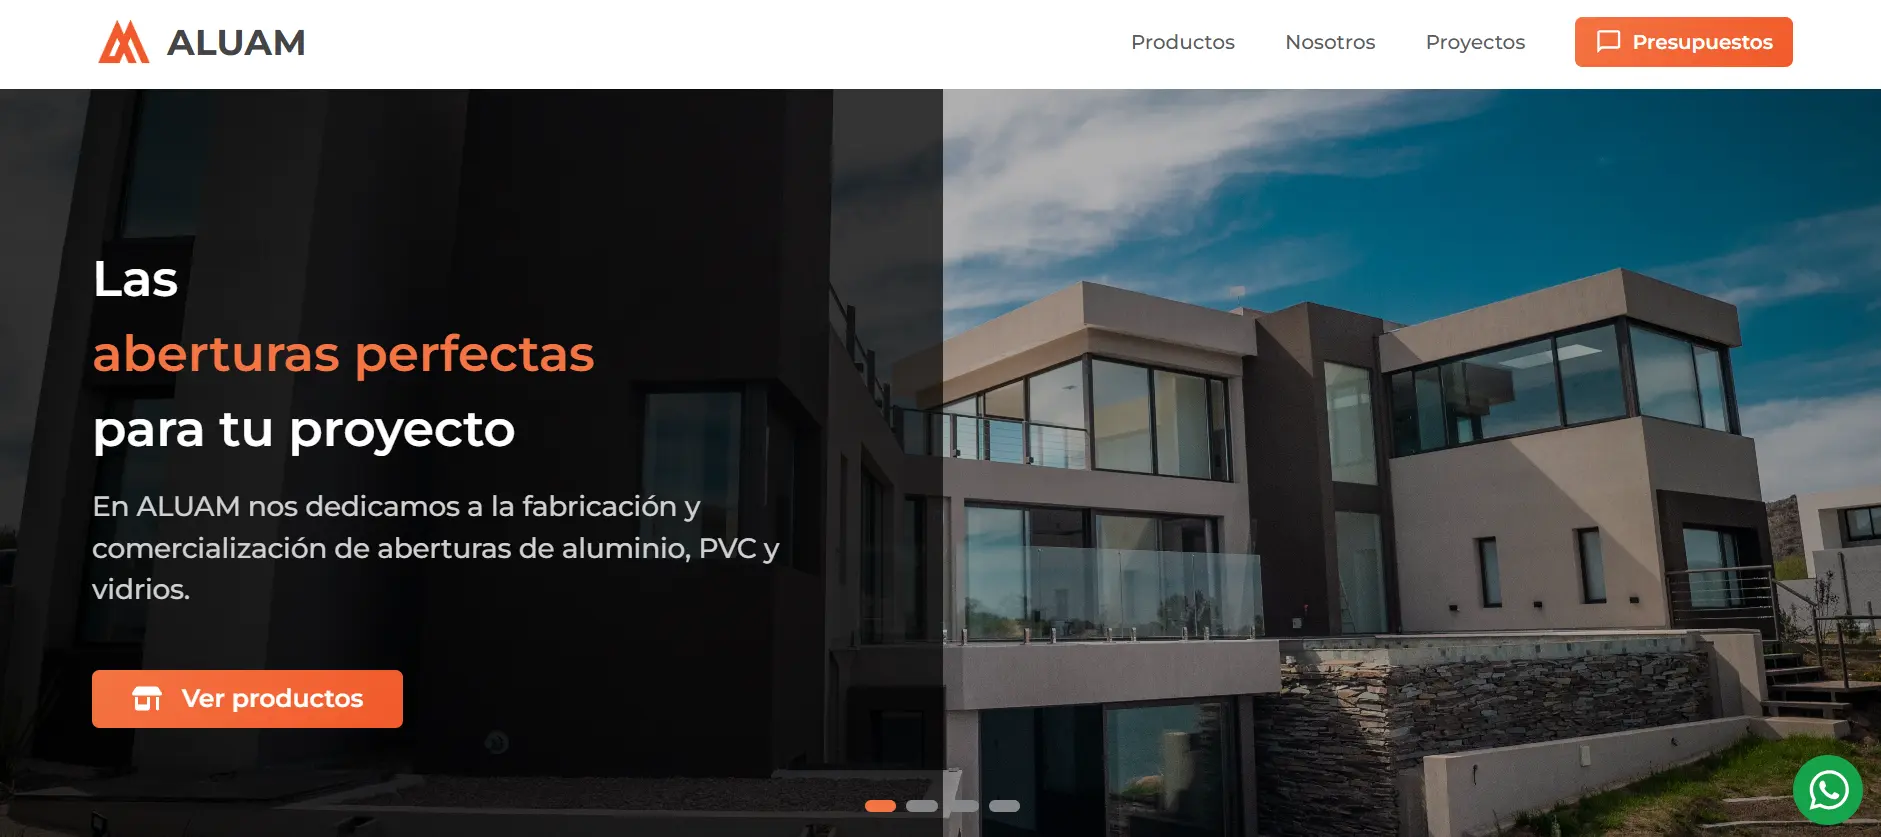 ALUAM
Productos
Nosotros
Proyectos
Presupuestos
Las
aberturas perfectas
para tu proyecto
En ALUAM nos dedicamos a la fabricación y
comercialización de aberturas de aluminio, PVC y
vidrios.
Ver productos